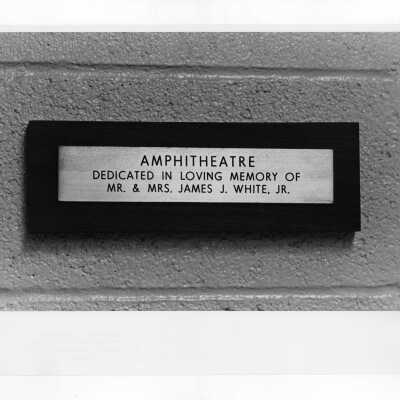 AMPHITHEATRE
DEDICATED IN LOVING MEMORY OF
MR. & MRS. JAMES J. WHITE, JR.